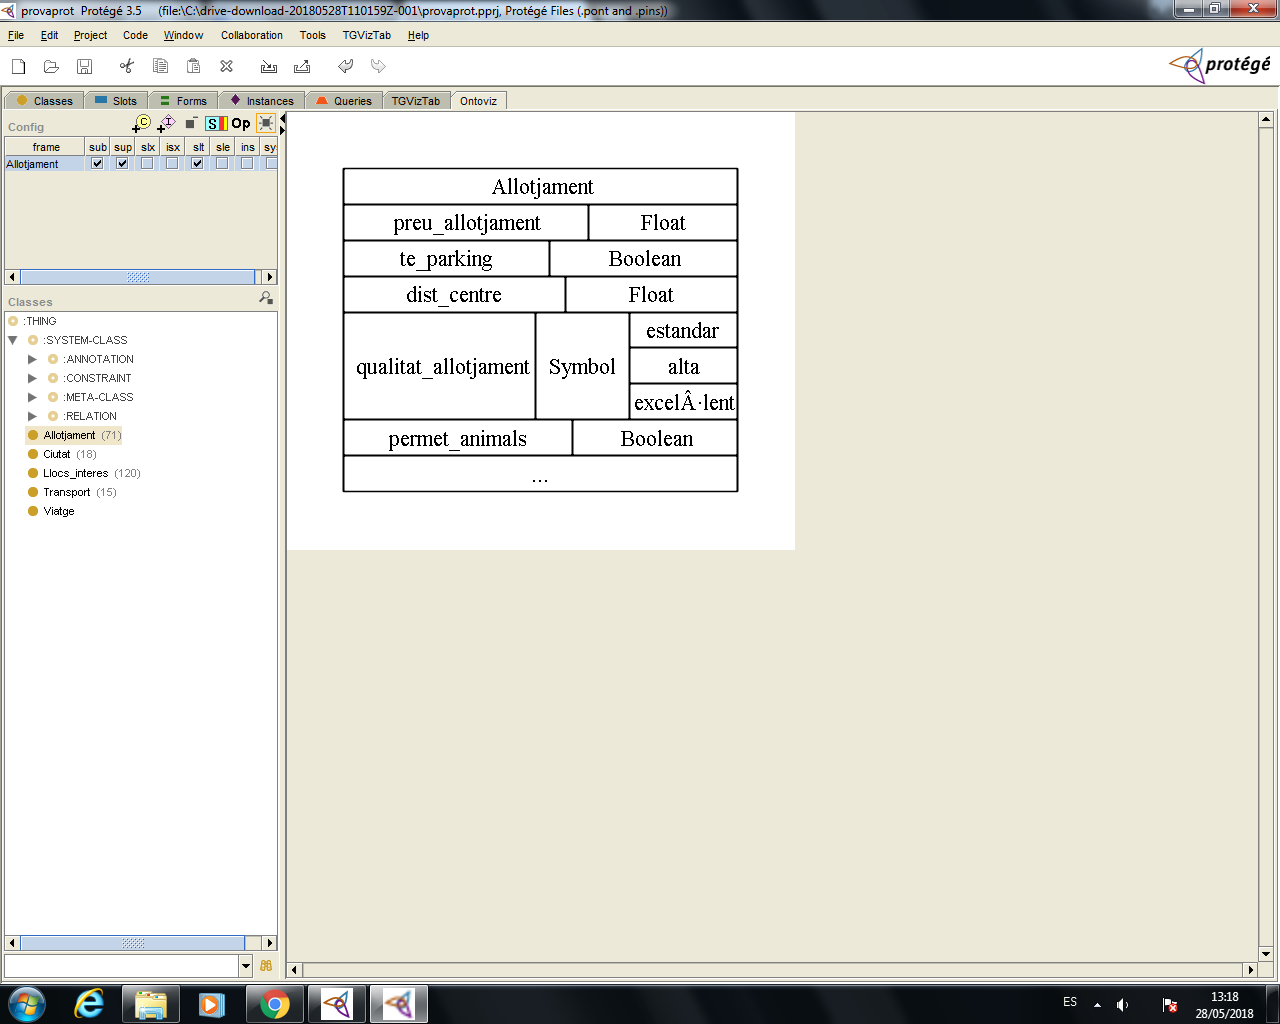 provaprot  Protégé 3.5     (file:\C:\drive-download-20180528T110159Z-001\provaprot.pprj, Protégé Files (.pont and .pins))
File Edit Project Code Window Collaboration Tools TGVizTab Help
protégé
Classes Slots Forms Instances Queries TGVizTab Ontoviz
Config C I S Op
frame sub sup slx isx slt sle ins sy
Allotjament
Classes
:THING
:SYSTEM-CLASS
:ANNOTATION
:CONSTRAINT
:META-CLASS
:RELATION
Allotjament (71)
Ciutat (18)
Llocs_interes (120)
Transport (15)
Viatge
Allotjament
preu_allotjament Float
te_parking Boolean
dist_centre Float
qualitat_allotjament Symbol
estandar
alta
excelÂ·lent
permet_animals Boolean
...
ES
13:18
28/05/2018